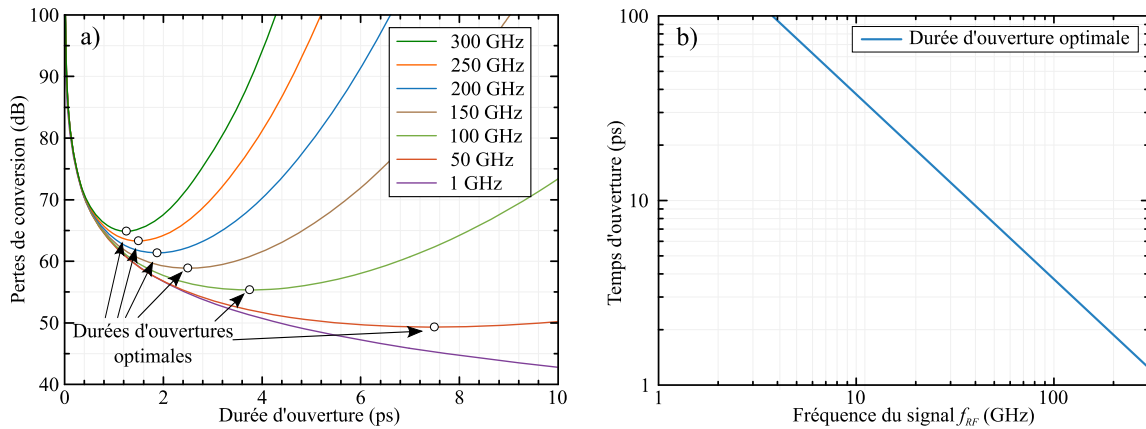 a)
Pertes de conversion (dB)
100
90
80
70
60
50
40
300 GHz
250 GHz
200 GHz
150 GHz
100 GHz
50 GHz
1 GHz
Durées d'ouvertures
optimales
0
2
4
6
8
10
Durée d'ouverture (ps)
b)
Temps d'ouverture (ps)
100
10
1
Durée d'ouverture optimale
1
10
100
Fréquence du signal f_RF (GHz)